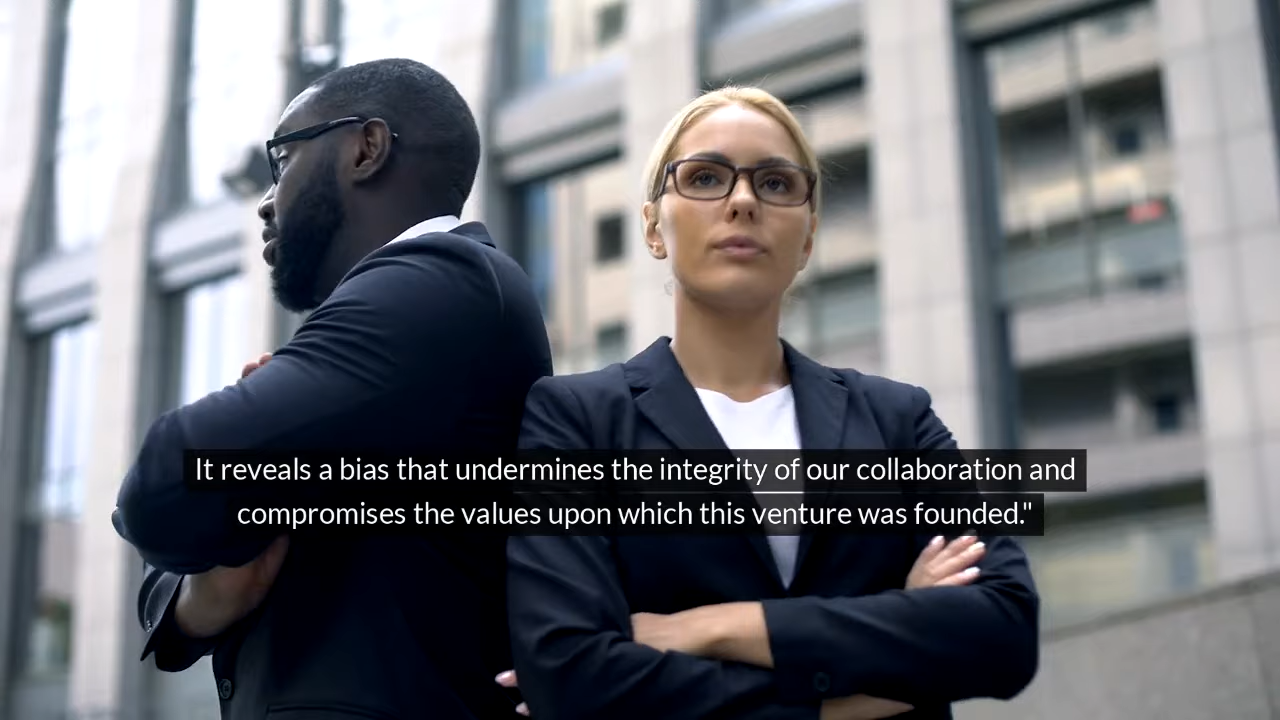 It reveals a bias that undermines the integrity of our collaboration and
compromises the values upon which this venture was founded."